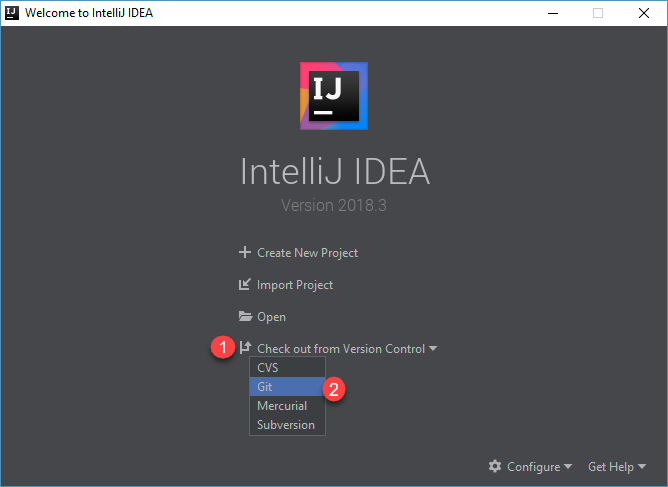 Welcome to IntelliJ IDEA
IJ
IntelliJ IDEA
Version 2018.3
Create New Project
Import Project
Open
1 Check out from Version Control
CVS
Git 2
Mercurial
Subversion
Configure Get Help